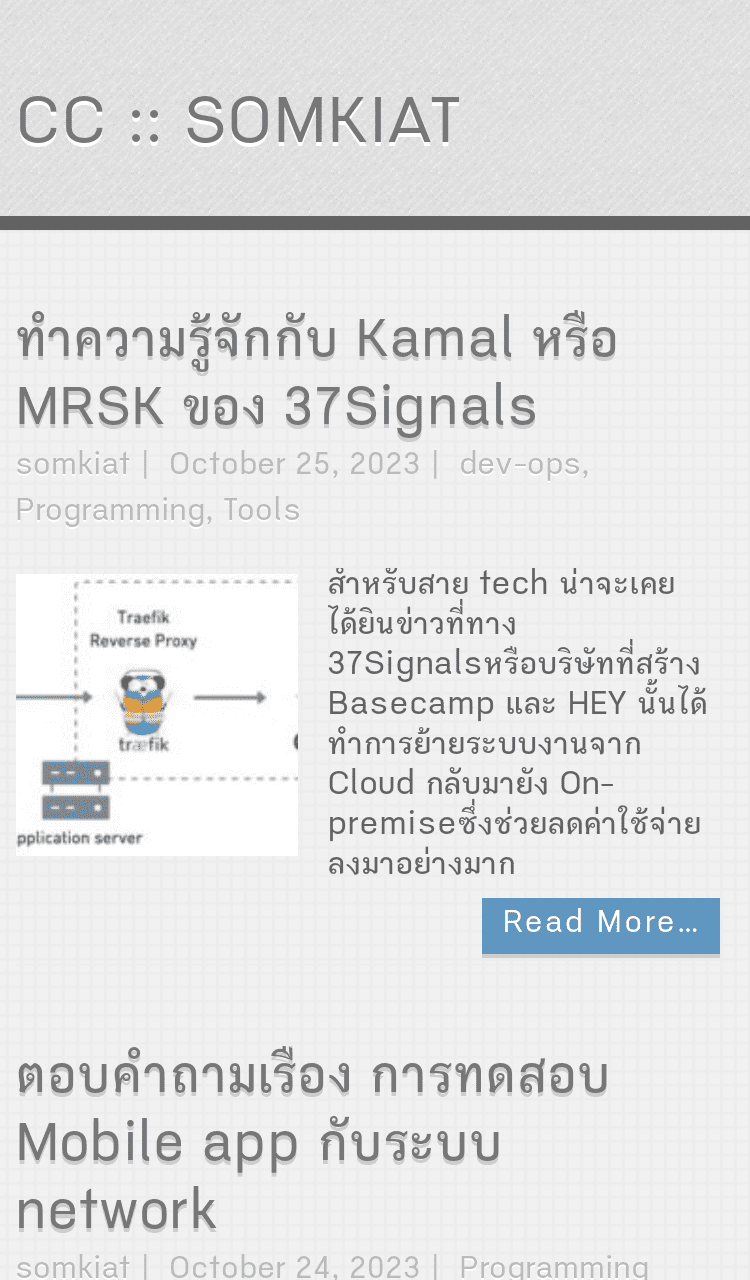 CC :: SOMKIAT
ทำความรู้จักกับ Kamal หรือ
MRSK ของ 37Signals
somkiat | October 25, 2023 | dev-ops,
Programming, Tools
Traefik
Reverse Proxy
træfik
pplication server
สำหรับสาย tech น่าจะเคย
ได้ยินข่าวที่ทาง
37Signalsหรือบริษัทที่สร้าง
Basecamp และ HEY นั้นได้
ทำการย้ายระบบงานจาก
Cloud กลับมายัง On-
premiseซึ่งช่วยลดค่าใช้จ่าย
ลงมาอย่างมาก
Read More…
ตอบคำถามเรื่อง การทดสอบ
Mobile app กับระบบ
network
somkiat | October 24, 2023 | Programming